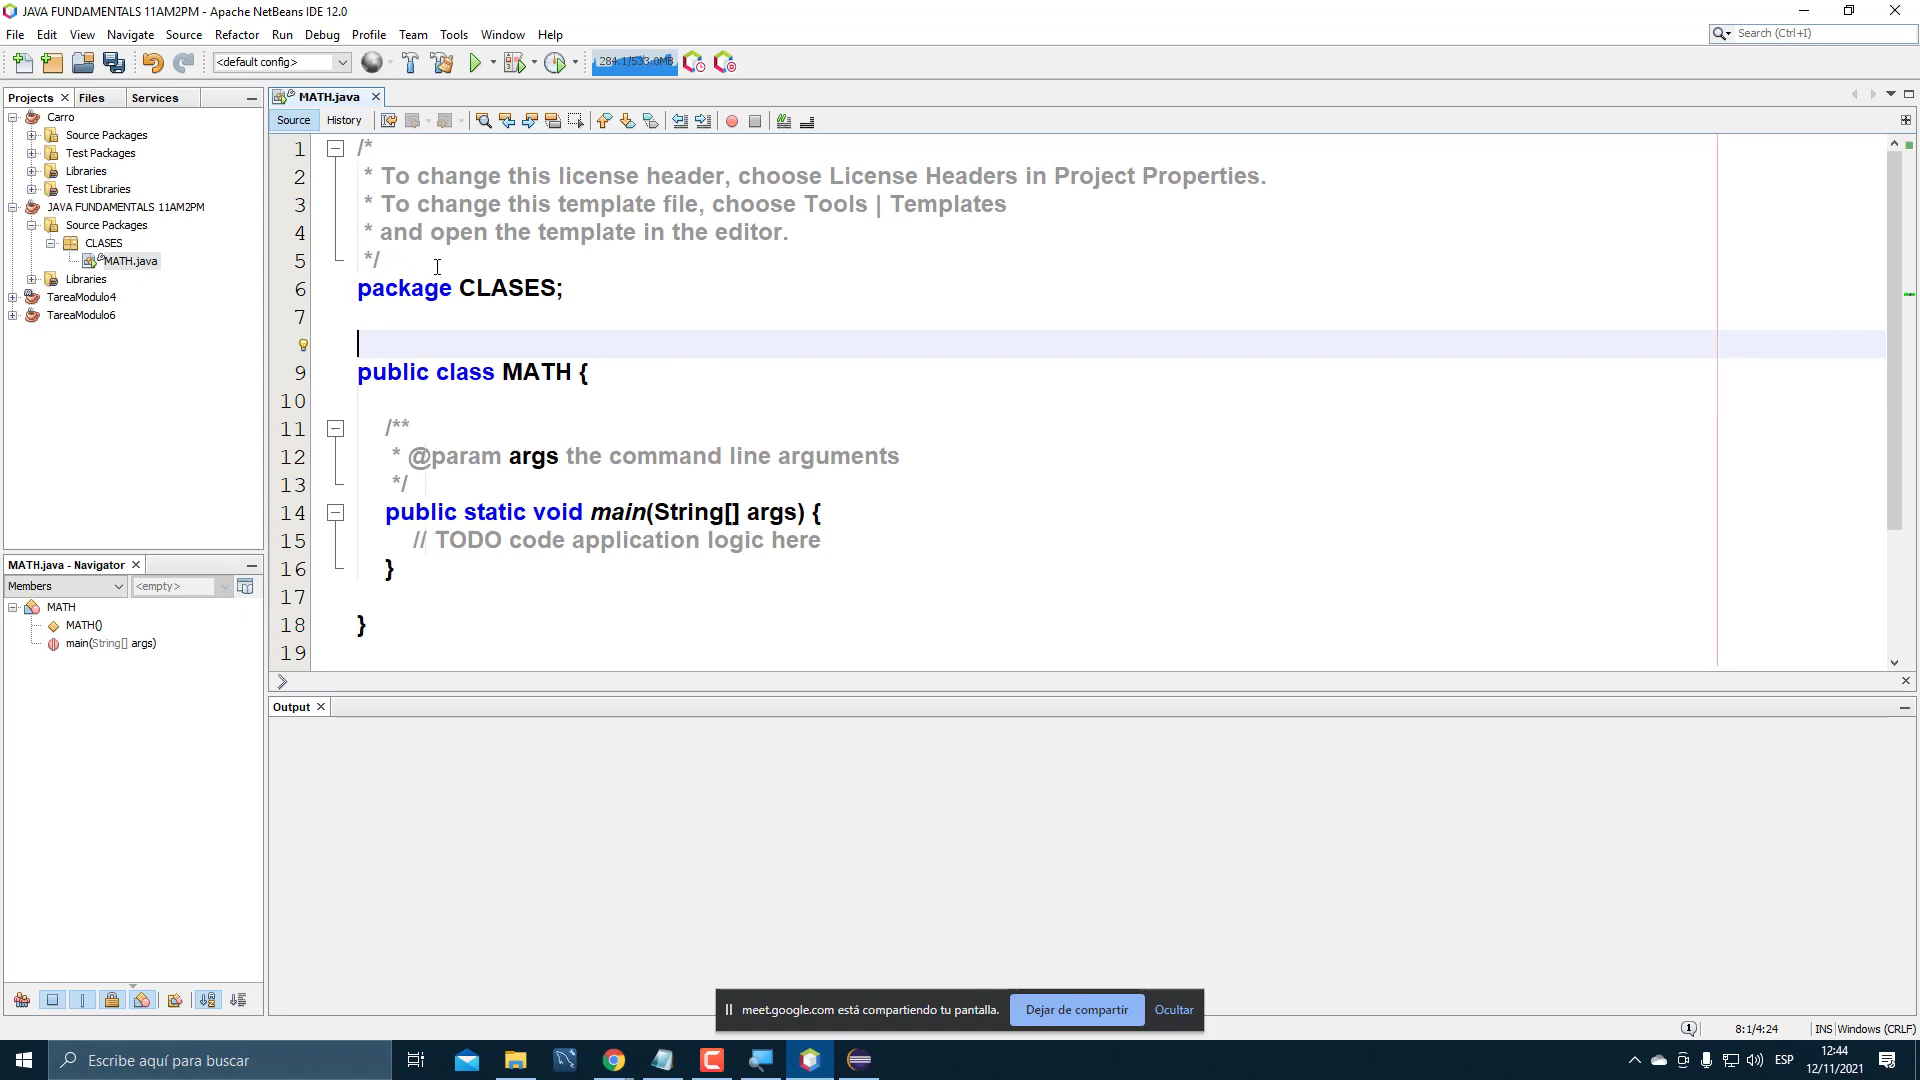 JAVA FUNDAMENTALS 11AM2PM - Apache NetBeans IDE 12.0
File Edit View Navigate Source Refactor Run Debug Profile Team Tools Window Help
Search (Ctrl+I)
<default config>
284.1/533.0MB
Projects Files Services
MATH.java
Source History
Carro
Source Packages
Test Packages
Libraries
Test Libraries
JAVA FUNDAMENTALS 11AM2PM
Source Packages
CLASES
MATH.java
Libraries
TareaModulo4
TareaModulo6
1 /*
2 * To change this license header, choose License Headers in Project Properties.
3 * To change this template file, choose Tools | Templates
4 * and open the template in the editor.
5 */
6 package CLASES;
7
9 public class MATH {
10
11 /**
12 * @param args the command line arguments
13 */
14 public static void main(String[] args) {
15 // TODO code application logic here
16 }
17
18 }
19
MATH.java - Navigator
Members <empty>
MATH
MATH()
main(String[] args)
Output
meet.google.com está compartiendo tu pantalla. Dejar de compartir Ocultar
1 8:1/4:24 INS Windows (CRLF)
Escribe aquí para buscar
ESP
12:44
12/11/2021